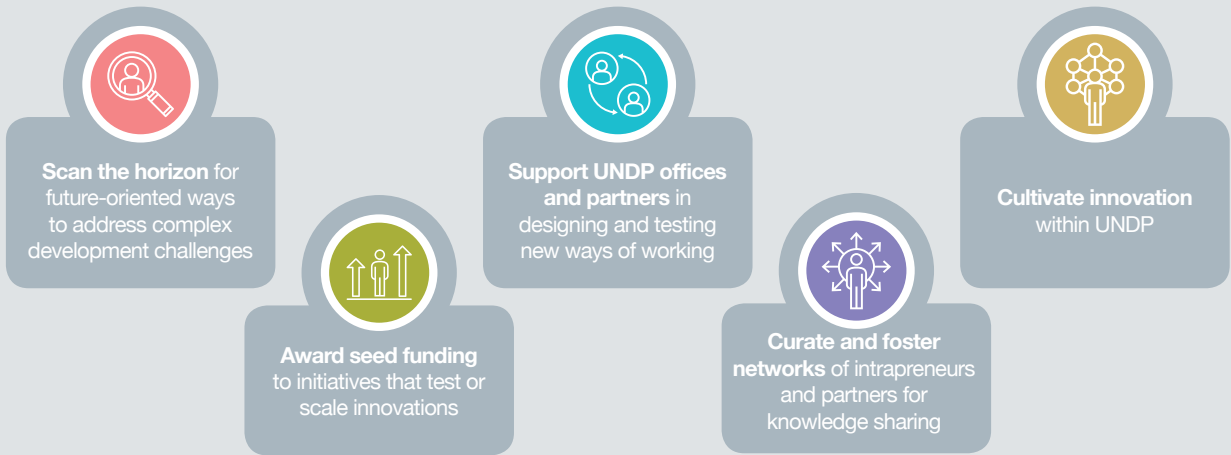 Scan the horizon for
future-oriented ways
to address complex
development challenges
Award seed funding
to initiatives that test or
scale innovations
Support UNDP offices
and partners in
designing and testing
new ways of working
Curate and foster
networks of intrapreneurs
and partners for
knowledge sharing
Cultivate innovation
within UNDP